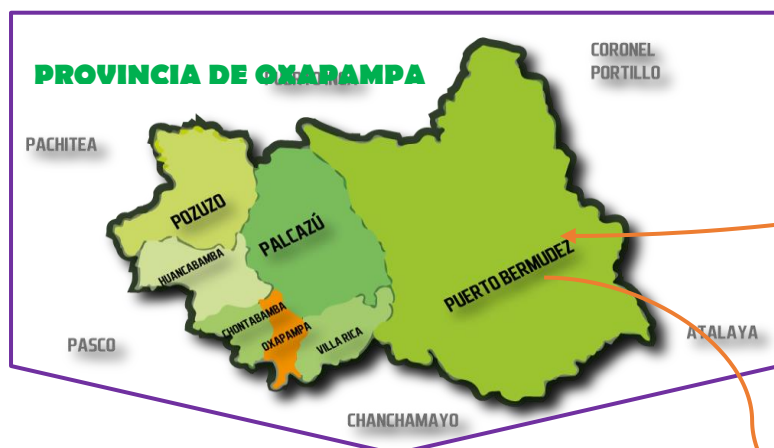 CORONEL
PORTILLO
PROVINCIA DE OXAPAMPA
PACHITEA
POZUZO
PALCAZÚ
HUANCABAMBA
PUERTO BERMUDEZ
CHONTABAMBA
OXAPAMPA
VILLA RICA
PASCO
ATALAYA
CHANCHAMAYO